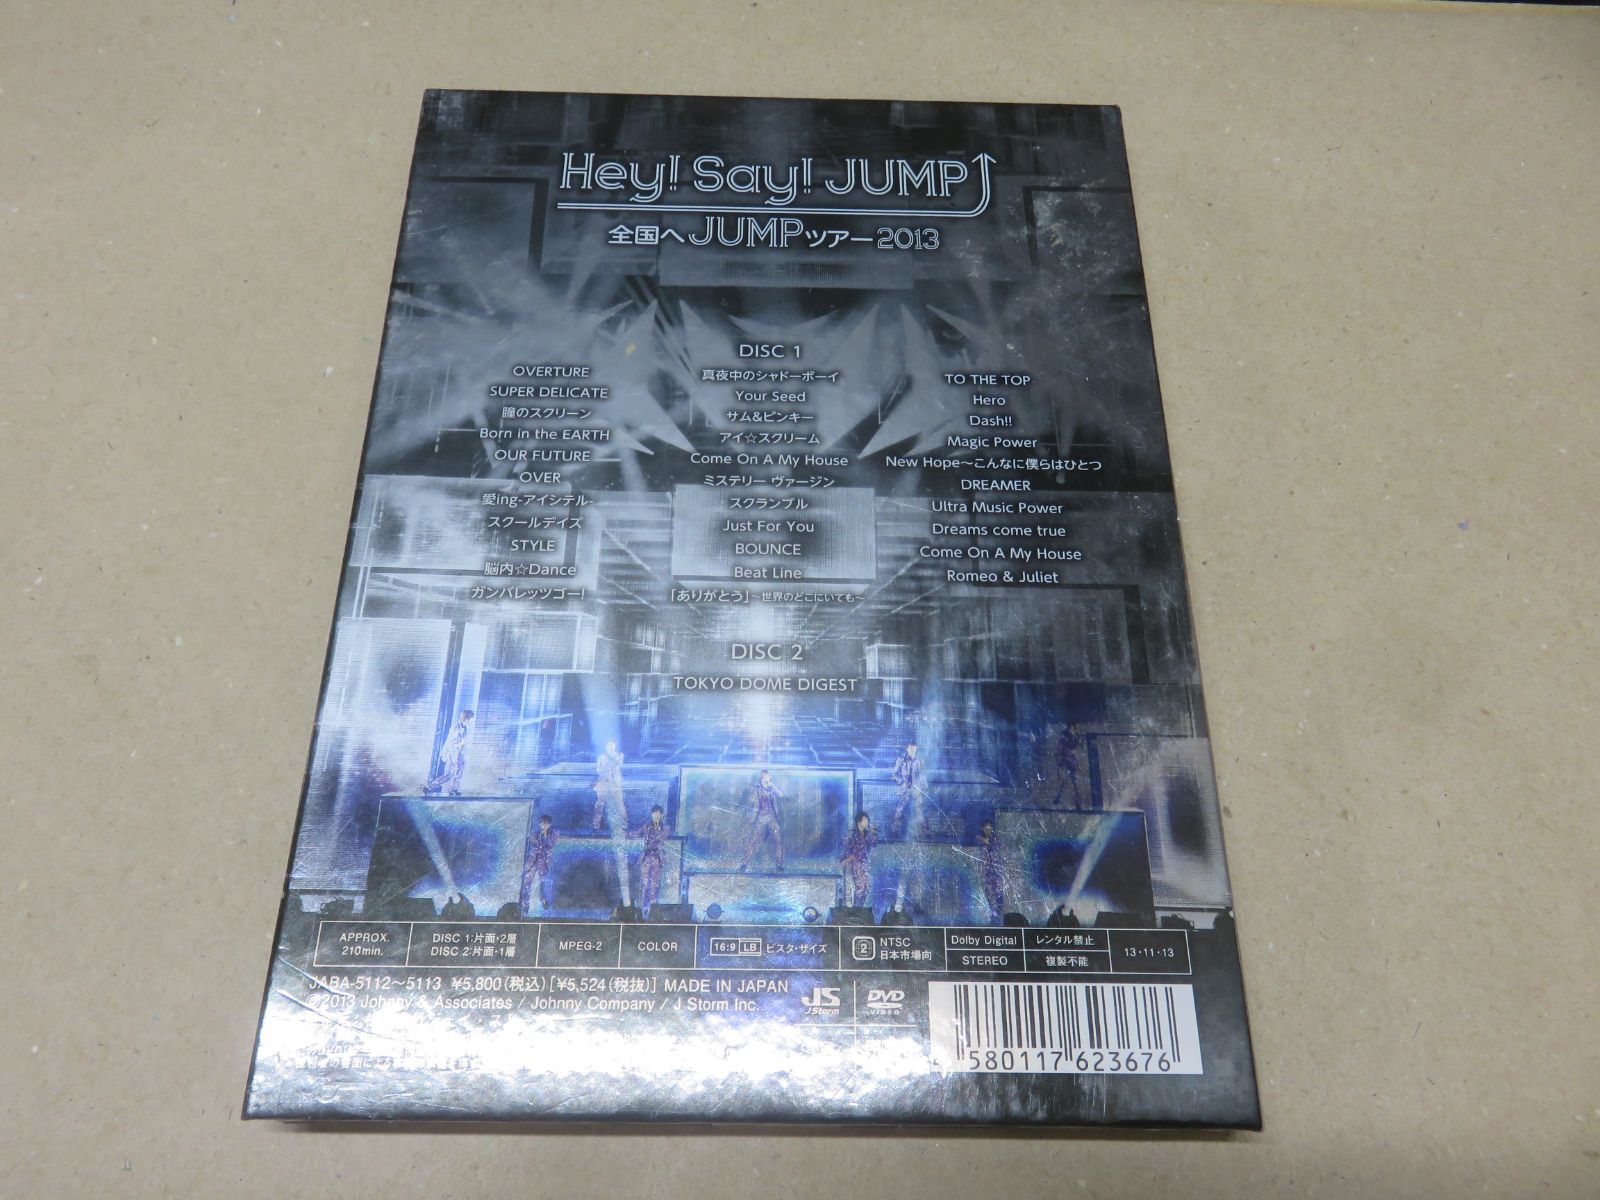 Hey! Say! JUMP
全国へJUMPツアー2013
DISC 1
OVERTURE
SUPER DELICATE
瞳のスクリーン
Born in the EARTH
OUR FUTURE
OVER
愛ing-アイシテル-
スクールデイズ
STYLE
脳内☆Dance
ガンバレッツゴー!
真夜中のシャドーボーイ
Your Seed
サム&ピンキー
アイ☆スクリーム
Come On A My House
ミステリー ヴァージン
スクランブル
Just For You
BOUNCE
Beat Line
「ありがとう」~世界のどこにいても~
TO THE TOP
Hero
Dash!!
Magic Power
New Hope~こんなに僕らはひとつ
DREAMER
Ultra Music Power
Dreams come true
Come On A My House
Romeo & Juliet
DISC 2
TOKYO DOME DIGEST
APPROX.
210min.
DISC 1:片面・2層
DISC 2:片面・1層
MPEG-2
COLOR
16:9 LB ビスタ・サイズ
2 NTSC
日本市場向
Dolby Digital
STEREO
レンタル禁止
複製不能
13・11・13
JABA-5112~5113 ¥5,800(税込)[¥5,524(税抜)] MADE IN JAPAN
©2013 Johnny & Associates / Johnny Company / J Storm Inc.
JS
J Storm
DVD
VIDEO
580117 623676